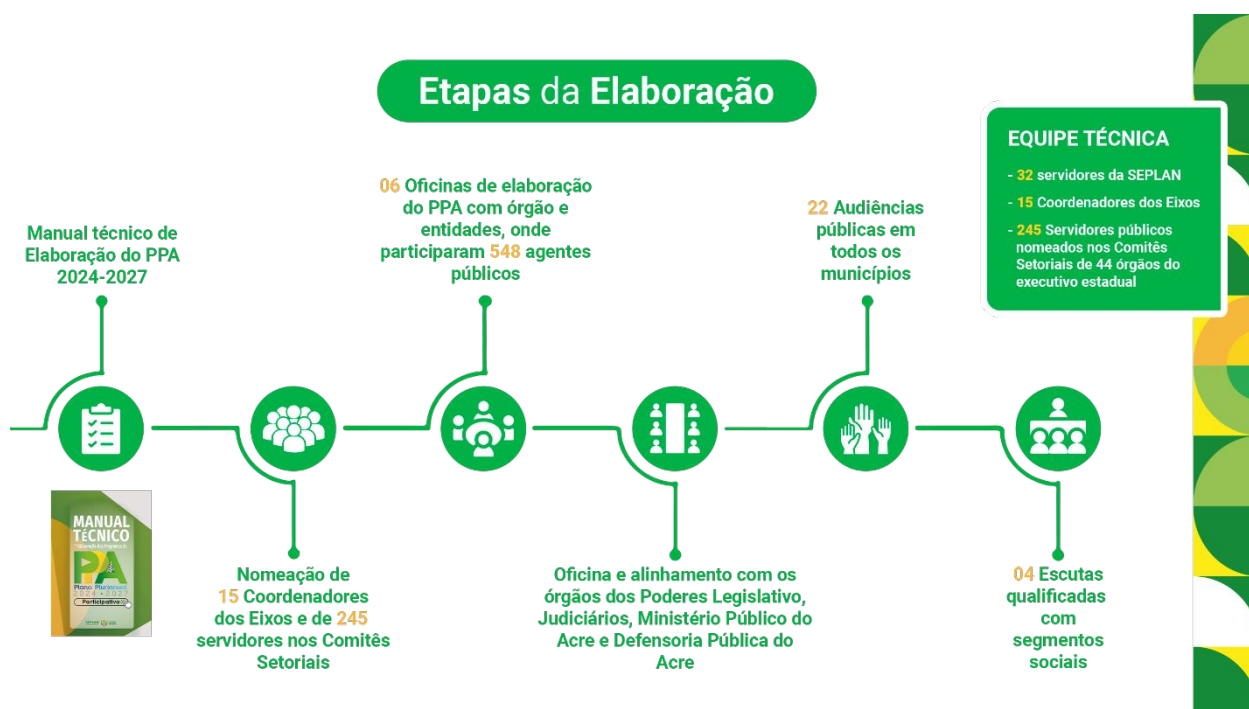 Etapas da Elaboração
EQUIPE TÉCNICA
- 32 servidores da SEPLAN
- 15 Coordenadores dos Eixos
- 245 Servidores públicos
nomeados nos Comitês
Setoriais de 44 órgãos do
executivo estadual
Manual técnico de
Elaboração do PPA
2024-2027
06 Oficinas de elaboração
do PPA com órgão e
entidades, onde
participaram 548 agentes
públicos
22 Audiências
públicas em
todos os
municípios
MANUAL
TÉCNICO
PPA
Plano Plurianual
2024 • 2027
Participativo
Nomeação de
15 Coordenadores
dos Eixos e de 245
servidores nos Comitês
Setoriais
Oficina e alinhamento com os
órgãos dos Poderes Legislativo,
Judiciários, Ministério Público do
Acre e Defensoria Pública do
Acre
04 Escutas
qualificadas
com
segmentos
sociais